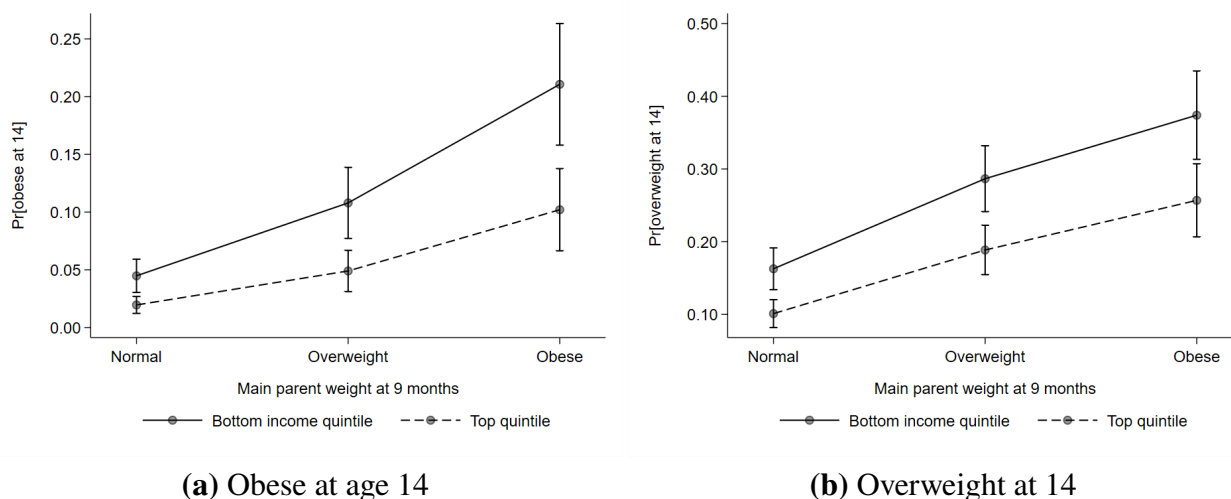 Pr[obese at 14]
0.25
0.20
0.15
0.10
0.05
0.00
Normal Overweight Obese
Main parent weight at 9 months
Bottom income quintile Top quintile
(a) Obese at age 14
Pr[overweight at 14]
0.50
0.40
0.30
0.20
0.10
Normal Overweight Obese
Main parent weight at 9 months
Bottom income quintile Top quintile
(b) Overweight at 14